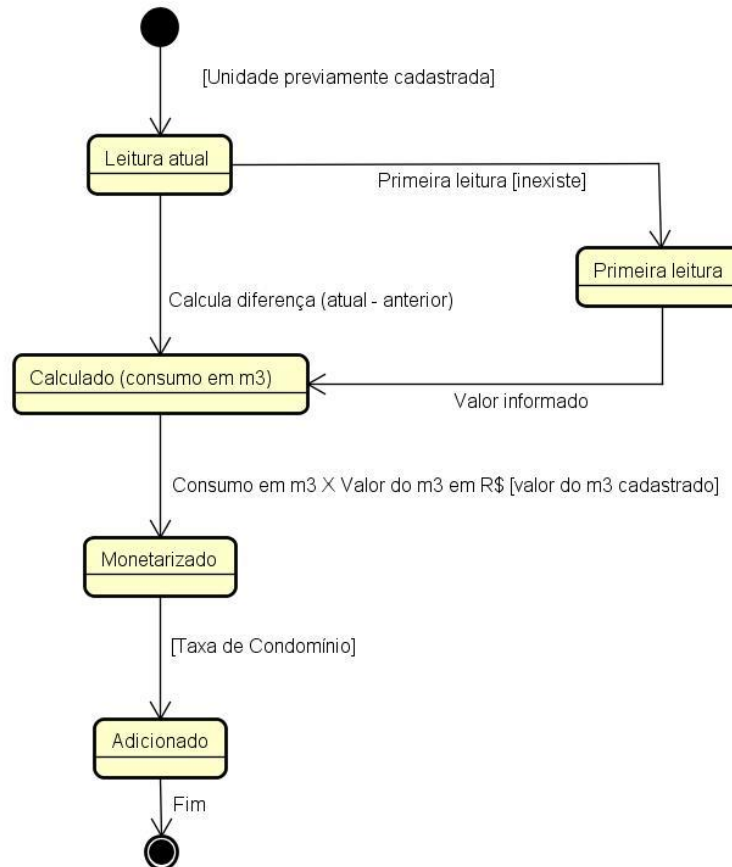 [Unidade previamente cadastrada]
Leitura atual
Primeira leitura [inexiste]
Primeira leitura
Calcula diferença (atual - anterior)
Calculado (consumo em m3)
Valor informado
Consumo em m3 X Valor do m3 em R$ [valor do m3 cadastrado]
Monetarizado
[Taxa de Condomínio]
Adicionado
Fim